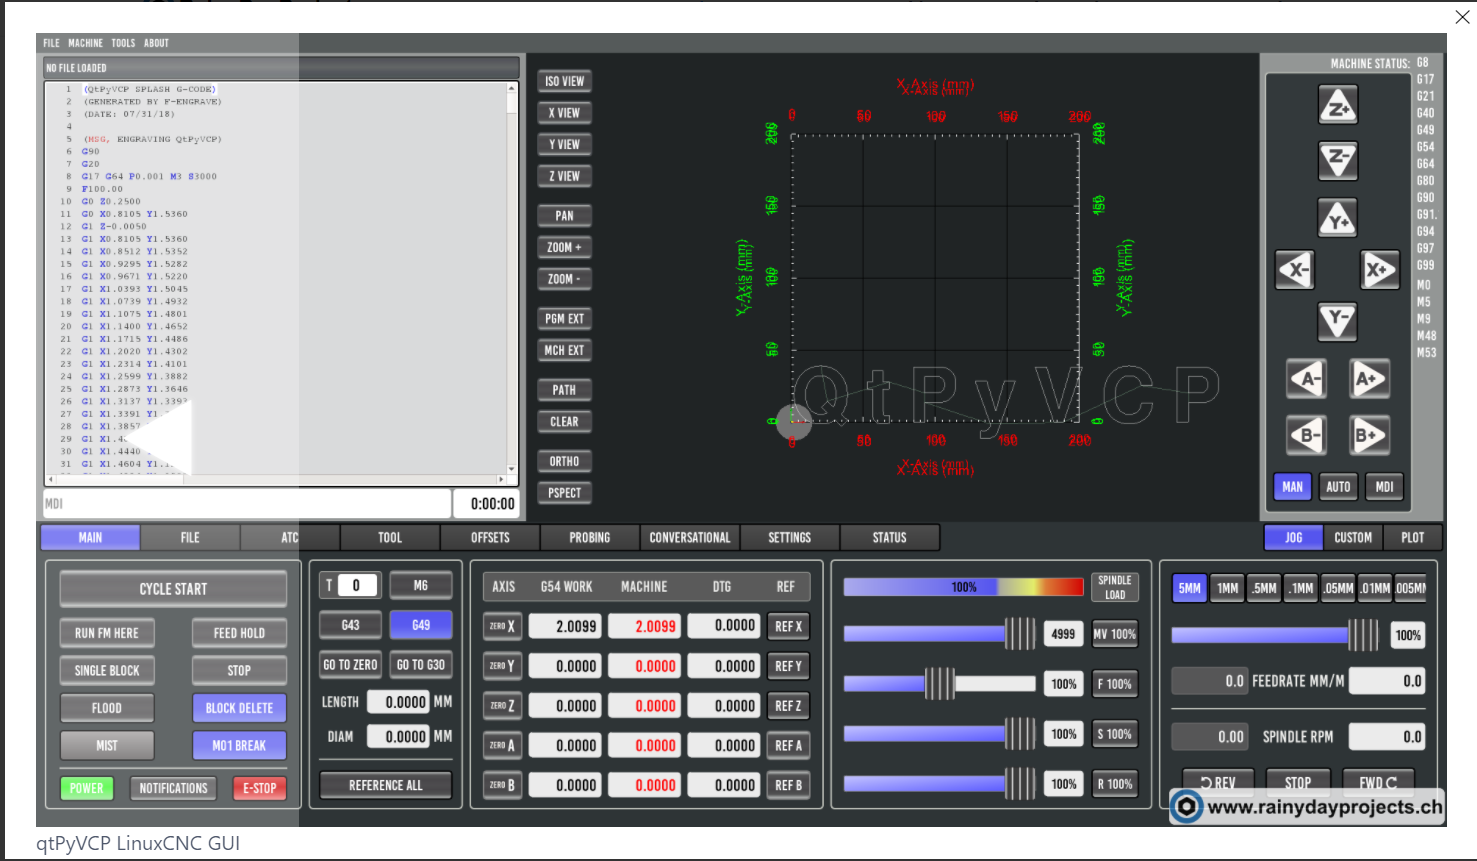 FILE MACHINE TOOLS ABOUT
NO FILE LOADED
1 (QtPyVCP SPLASH G-CODE)
2 (GENERATED BY F-ENGRAVE)
3 (DATE: 07/31/18)
4
5 (MSG, ENGRAVING QtPyVCP)
6 G90
7 G20
8 G17 G64 P0.001 M3 S3000
9 F100.00
10 G0 Z0.2500
11 G0 X0.8105 Y1.5360
12 G1 Z-0.0050
13 G1 X0.8105 Y1.5360
14 G1 X0.8512 Y1.5352
15 G1 X0.9295 Y1.5282
16 G1 X0.9671 Y1.5220
17 G1 X1.0393 Y1.5045
18 G1 X1.0739 Y1.4932
19 G1 X1.1075 Y1.4801
20 G1 X1.1400 Y1.4652
21 G1 X1.1715 Y1.4486
22 G1 X1.2020 Y1.4302
23 G1 X1.2314 Y1.4101
24 G1 X1.2599 Y1.3882
25 G1 X1.2873 Y1.3646
26 G1 X1.3137 Y1.3393
27 G1 X1.3391
28 G1 X1.3857
29 G1
30 G1 X1.4440
31 G1 X1.4604
MDI
0:00:00
ISO VIEW
X VIEW
Y VIEW
Z VIEW
PAN
ZOOM +
ZOOM -
PGM EXT
MCH EXT
PATH
CLEAR
ORTHO
PSPECT
X-Axis (mm)
0 50 100 150 200
200 200
150 150
Y-Axis (mm) 100 100 Y-Axis (mm)
50 50
QtPyVCP
0 0
0 50 100 150 200
X-Axis (mm)
MACHINE STATUS: G8
G17
G21
G40
G49
G54
G64
G80
G90
G91.
G94
G97
G99
M0
M5
M9
M48
M53
Z+
Z-
Y+
X- X+
Y-
A- A+
B- B+
MAN AUTO MDI
MAIN FILE ATC TOOL OFFSETS PROBING CONVERSATIONAL SETTINGS STATUS
JOG CUSTOM PLOT
CYCLE START
RUN FM HERE FEED HOLD
SINGLE BLOCK STOP
FLOOD BLOCK DELETE
MIST M01 BREAK
POWER NOTIFICATIONS E-STOP
T 0 M6
G43 G49
GO TO ZERO GO TO G30
LENGTH 0.0000 MM
DIAM 0.0000 MM
REFERENCE ALL
AXIS G54 WORK MACHINE DTG REF
ZERO X 2.0099 2.0099 0.0000 REF X
ZERO Y 0.0000 0.0000 0.0000 REF Y
ZERO Z 0.0000 0.0000 0.0000 REF Z
ZERO A 0.0000 0.0000 0.0000 REF A
ZERO B 0.0000 0.0000 0.0000 REF B
100% SPINDLE LOAD
4999 MV 100%
100% F 100%
100% S 100%
100% R 100%
5MM 1MM .5MM .1MM .05MM .01MM .005MM
100%
0.0 FEEDRATE MM/M 0.0
0.00 SPINDLE RPM 0.0
REV STOP FWD
www.rainydayprojects.ch
qtPyVCP LinuxCNC GUI